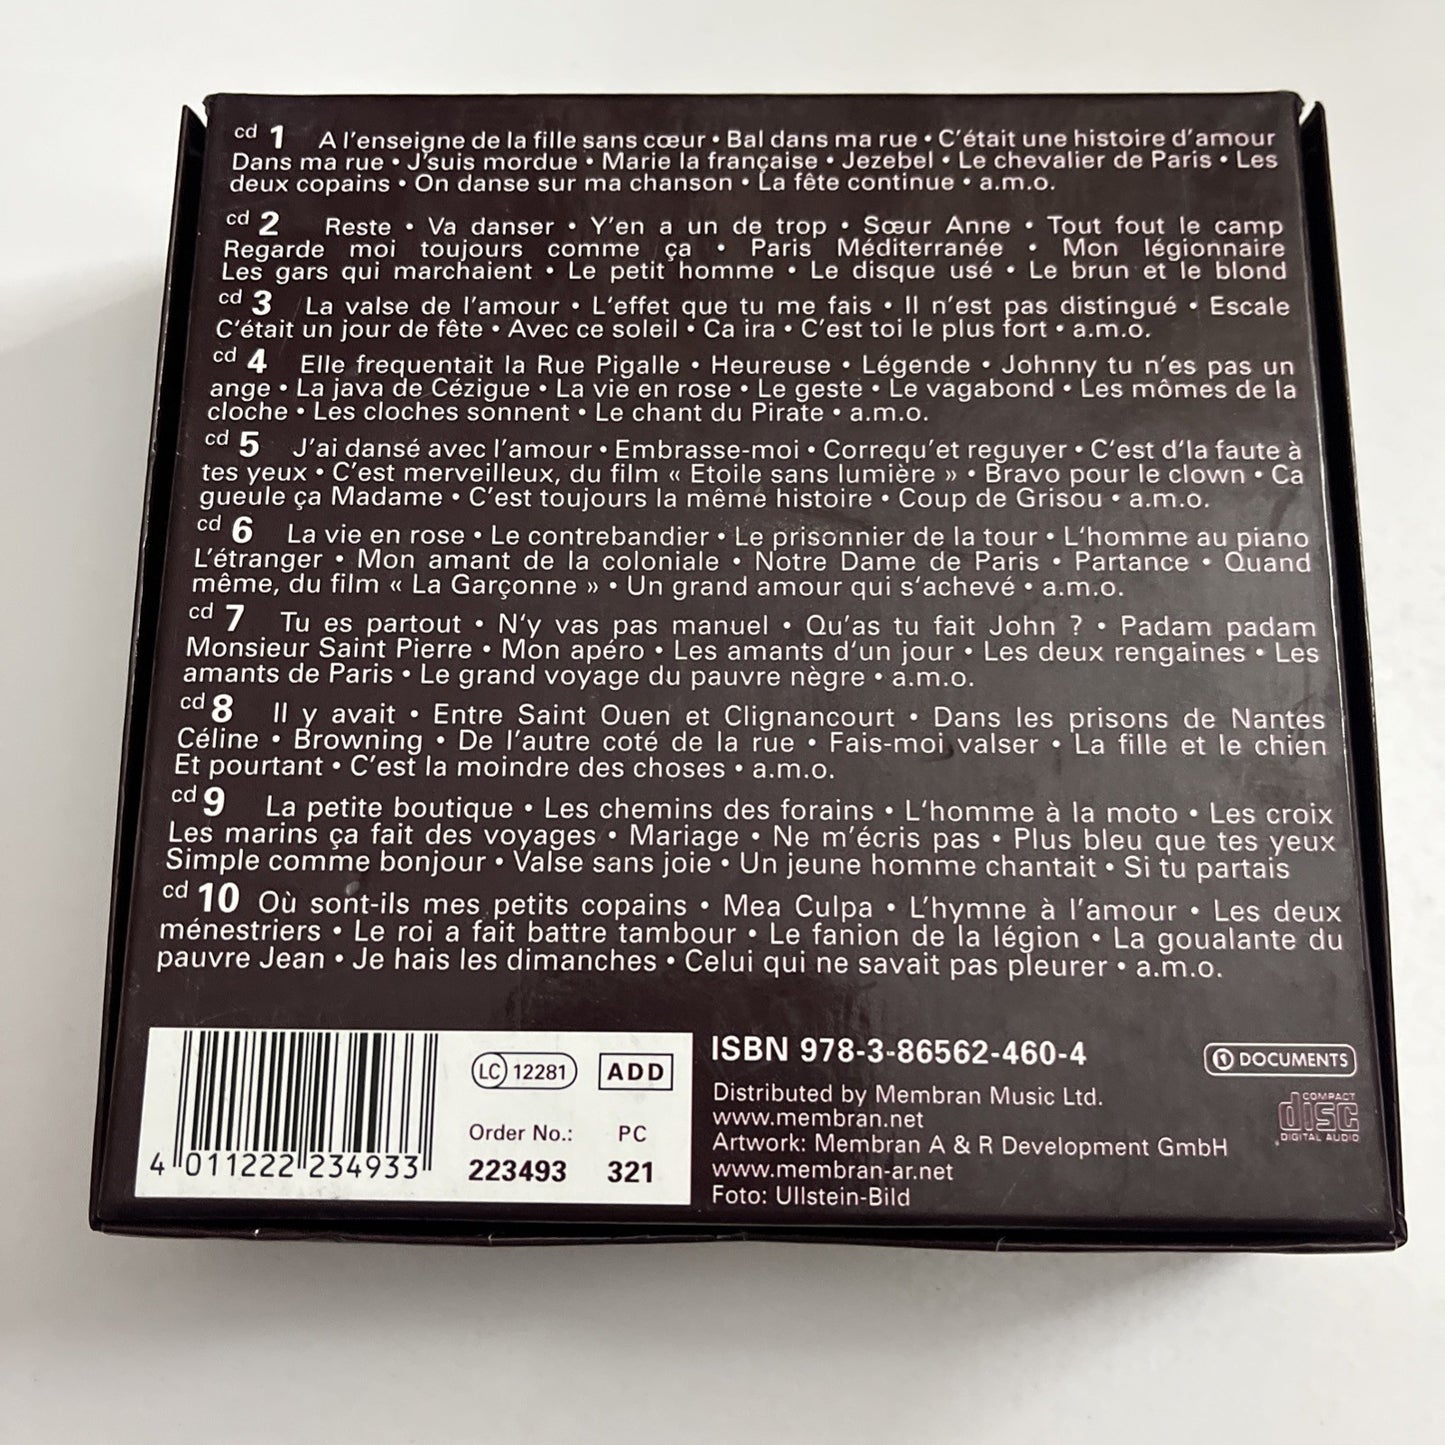 cd 1 A l'enseigne de la fille sans cœur • Bal dans ma rue • C'était une histoire d'amour
Dans ma rue • J'suis mordue • Marie la française • Jezebel • Le chevalier de Paris • Les
deux copains • On danse sur ma chanson • La fête continue • a.m.o.
cd 2 Reste • Va danser • Y'en a un de trop • Sœur Anne • Tout fout le camp
Regarde moi toujours comme ça • Paris Méditerranée • Mon légionnaire
Les gars qui marchaient • Le petit homme • Le disque usé • Le brun et le blond
cd 3 La valse de l'amour • L'effet que tu me fais • Il n'est pas distingué • Escale
C'était un jour de fête • Avec ce soleil • Ca ira • C'est toi le plus fort • a.m.o.
cd 4 Elle frequentait la Rue Pigalle • Heureuse • Légende • Johnny tu n'es pas un
ange • La java de Cézigue • La vie en rose • Le geste • Le vagabond • Les mômes de la
cloche • Les cloches sonnent • Le chant du Pirate • a.m.o.
cd 5 J'ai dansé avec l'amour • Embrasse-moi • Correqu'et reguyer • C'est d'la faute à
tes yeux • C'est merveilleux, du film « Etoile sans lumière » • Bravo pour le clown • Ca
gueule ça Madame • C'est toujours la même histoire • Coup de Grisou • a.m.o.
cd 6 La vie en rose • Le contrebandier • Le prisonnier de la tour • L'homme au piano
L'étranger • Mon amant de la coloniale • Notre Dame de Paris • Partance • Quand
même, du film « La Garçonne » • Un grand amour qui s'achevé • a.m.o.
cd 7 Tu es partout • N'y vas pas manuel • Qu'as tu fait John ? • Padam padam
Monsieur Saint Pierre • Mon apéro • Les amants d'un jour • Les deux rengaines • Les
amants de Paris • Le grand voyage du pauvre nègre • a.m.o.
cd 8 Il y avait • Entre Saint Ouen et Clignancourt • Dans les prisons de Nantes
Céline • Browning • De l'autre coté de la rue • Fais-moi valser • La fille et le chien
Et pourtant • C'est la moindre des choses • a.m.o.
cd 9 La petite boutique • Les chemins des forains • L'homme à la moto • Les croix
Les marins ça fait des voyages • Mariage • Ne m'écris pas • Plus bleu que tes yeux
Simple comme bonjour • Valse sans joie • Un jeune homme chantait • Si tu partais
cd 10 Où sont-ils mes petits copains • Mea Culpa • L'hymne à l'amour • Les deux
ménestriers • Le roi a fait battre tambour • Le fanion de la légion • La goualante du
pauvre Jean • Je hais les dimanches • Celui qui ne savait pas pleurer • a.m.o.
4 011222 234933
LC 12281 ADD
Order No.: PC
223493 321
ISBN 978-3-86562-460-4
Distributed by Membran Music Ltd.
www.membran.net
Artwork: Membran A & R Development GmbH
www.membran-ar.net
Foto: Ullstein-Bild
1 DOCUMENTS
COMPACT
disc
DIGITAL AUDIO